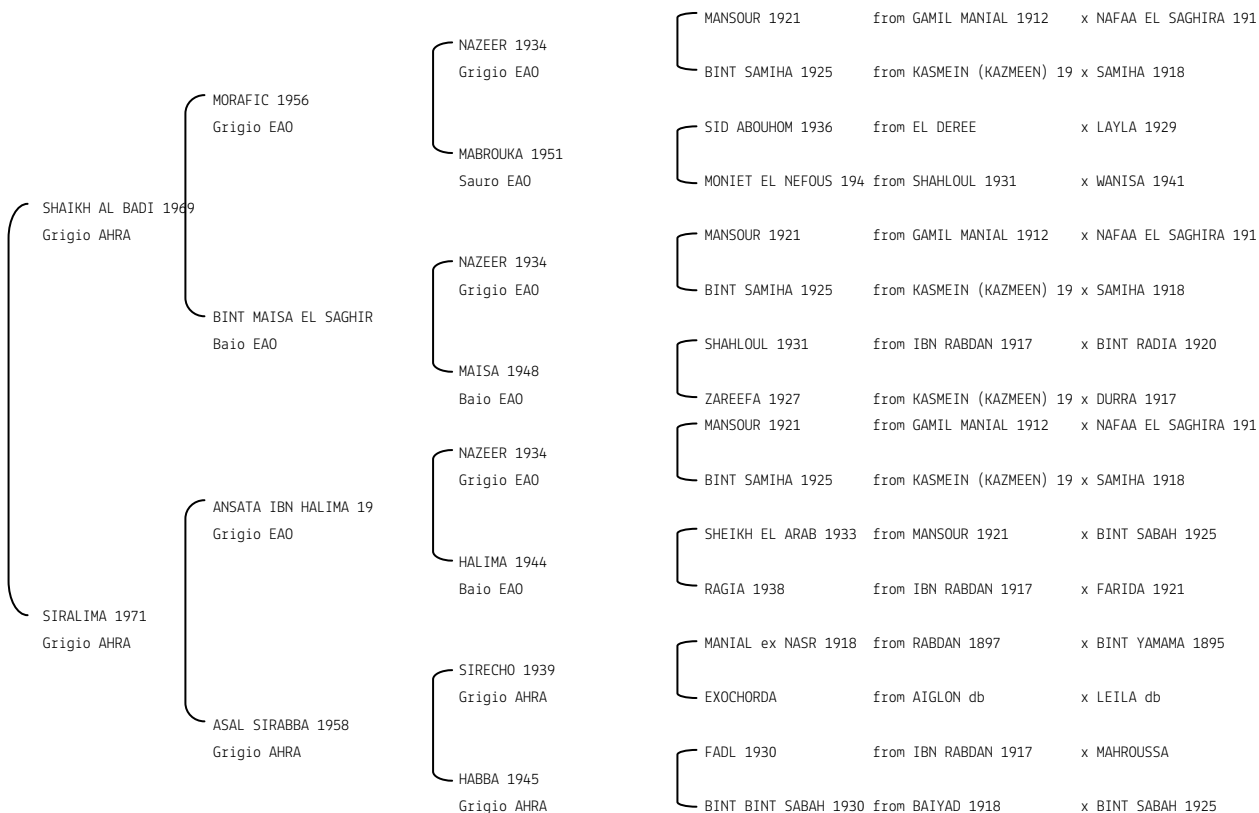 MANSOUR 1921 from GAMIL MANIAL 1912 x NAFAA EL SAGHIRA 191
NAZEER 1934
Grigio EAO
BINT SAMIHA 1925 from KASMEIN (KAZMEEN) 19 x SAMIHA 1918
MORAFIC 1956
Grigio EAO
SID ABOUHOM 1936 from EL DEREE x LAYLA 1929
MABROUKA 1951
Sauro EAO
MONIET EL NEFOUS 194 from SHAHLOUL 1931 x WANISA 1941
SHAIKH AL BADI 1969
Grigio AHRA
MANSOUR 1921 from GAMIL MANIAL 1912 x NAFAA EL SAGHIRA 191
NAZEER 1934
Grigio EAO
BINT SAMIHA 1925 from KASMEIN (KAZMEEN) 19 x SAMIHA 1918
BINT MAISA EL SAGHIR
Baio EAO
SHAHLOUL 1931 from IBN RABDAN 1917 x BINT RADIA 1920
MAISA 1948
Baio EAO
ZAREEFA 1927 from KASMEIN (KAZMEEN) 19 x DURRA 1917
MANSOUR 1921 from GAMIL MANIAL 1912 x NAFAA EL SAGHIRA 191
NAZEER 1934
Grigio EAO
BINT SAMIHA 1925 from KASMEIN (KAZMEEN) 19 x SAMIHA 1918
ANSATA IBN HALIMA 19
Grigio EAO
SHEIKH EL ARAB 1933 from MANSOUR 1921 x BINT SABAH 1925
HALIMA 1944
Baio EAO
RAGIA 1938 from IBN RABDAN 1917 x FARIDA 1921
SIRALIMA 1971
Grigio AHRA
MANIAL ex NASR 1918 from RABDAN 1897 x BINT YAMAMA 1895
SIRECHO 1939
Grigio AHRA
EXOCHORDA from AIGLON db x LEILA db
ASAL SIRABBA 1958
Grigio AHRA
FADL 1930 from IBN RABDAN 1917 x MAHROUSSA
HABBA 1945
Grigio AHRA
BINT BINT SABAH 1930 from BAIYAD 1918 x BINT SABAH 1925